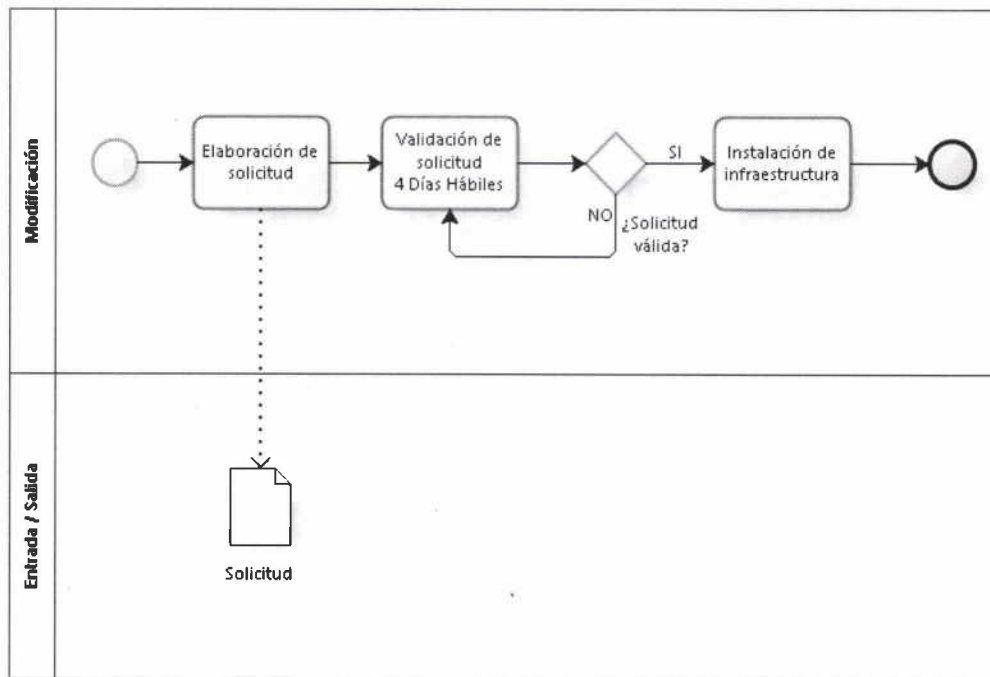 Modificación
Elaboración de
solicitud
Validación de
solicitud
4 Días Hábiles
SI
NO
¿Solicitud
válida?
Instalación de
infraestructura
Entrada / Salida
Solicitud